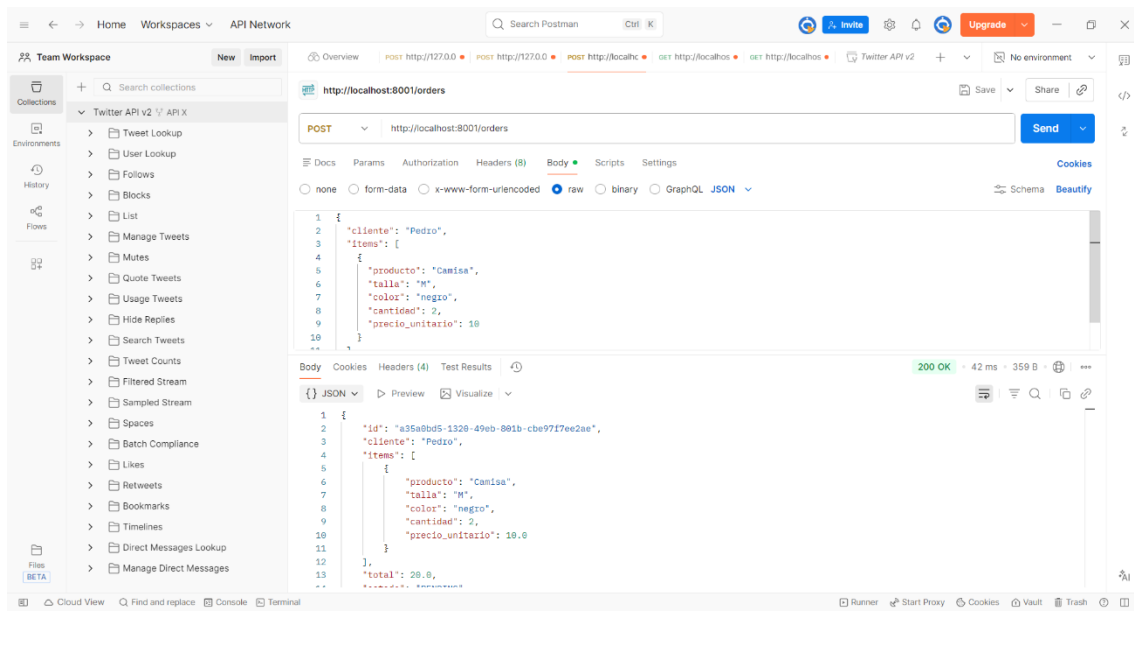 Home Workspaces API Network Search Postman Ctrl K Invite Upgrade
Team Workspace New Import
Overview POST http://127.0.0 POST http://127.0.0 POST http://localhc GET http://localhos GET http://localhos Twitter API v2 No environment
Collections
Environments
History
Flows
Files
BETA
Search collections
Twitter API v2 API X
Tweet Lookup
User Lookup
Follows
Blocks
List
Manage Tweets
Mutes
Quote Tweets
Usage Tweets
Hide Replies
Search Tweets
Tweet Counts
Filtered Stream
Sampled Stream
Spaces
Batch Compliance
Likes
Retweets
Bookmarks
Timelines
Direct Messages Lookup
Manage Direct Messages
HTTP http://localhost:8001/orders Save Share
POST http://localhost:8001/orders Send
Docs Params Authorization Headers (8) Body Scripts Settings Cookies
none form-data x-www-form-urlencoded raw binary GraphQL JSON Schema Beautify
1 {
2 "cliente": "Pedro",
3 "items": [
4 {
5 "producto": "Camisa",
6 "talla": "M",
7 "color": "negro",
8 "cantidad": 2,
9 "precio_unitario": 10
10 }
Body Cookies Headers (4) Test Results 200 OK 42 ms 359 B
{} JSON Preview Visualize
1 {
2 "id": "a35a0bd5-1320-49eb-801b-cbe97f7ee2ae",
3 "cliente": "Pedro",
4 "items": [
5 {
6 "producto": "Camisa",
7 "talla": "M",
8 "color": "negro",
9 "cantidad": 2,
10 "precio_unitario": 10.0
11 }
12 ],
13 "total": 20.0,
Cloud View Find and replace Console Terminal Runner Start Proxy Cookies Vault Trash
AI